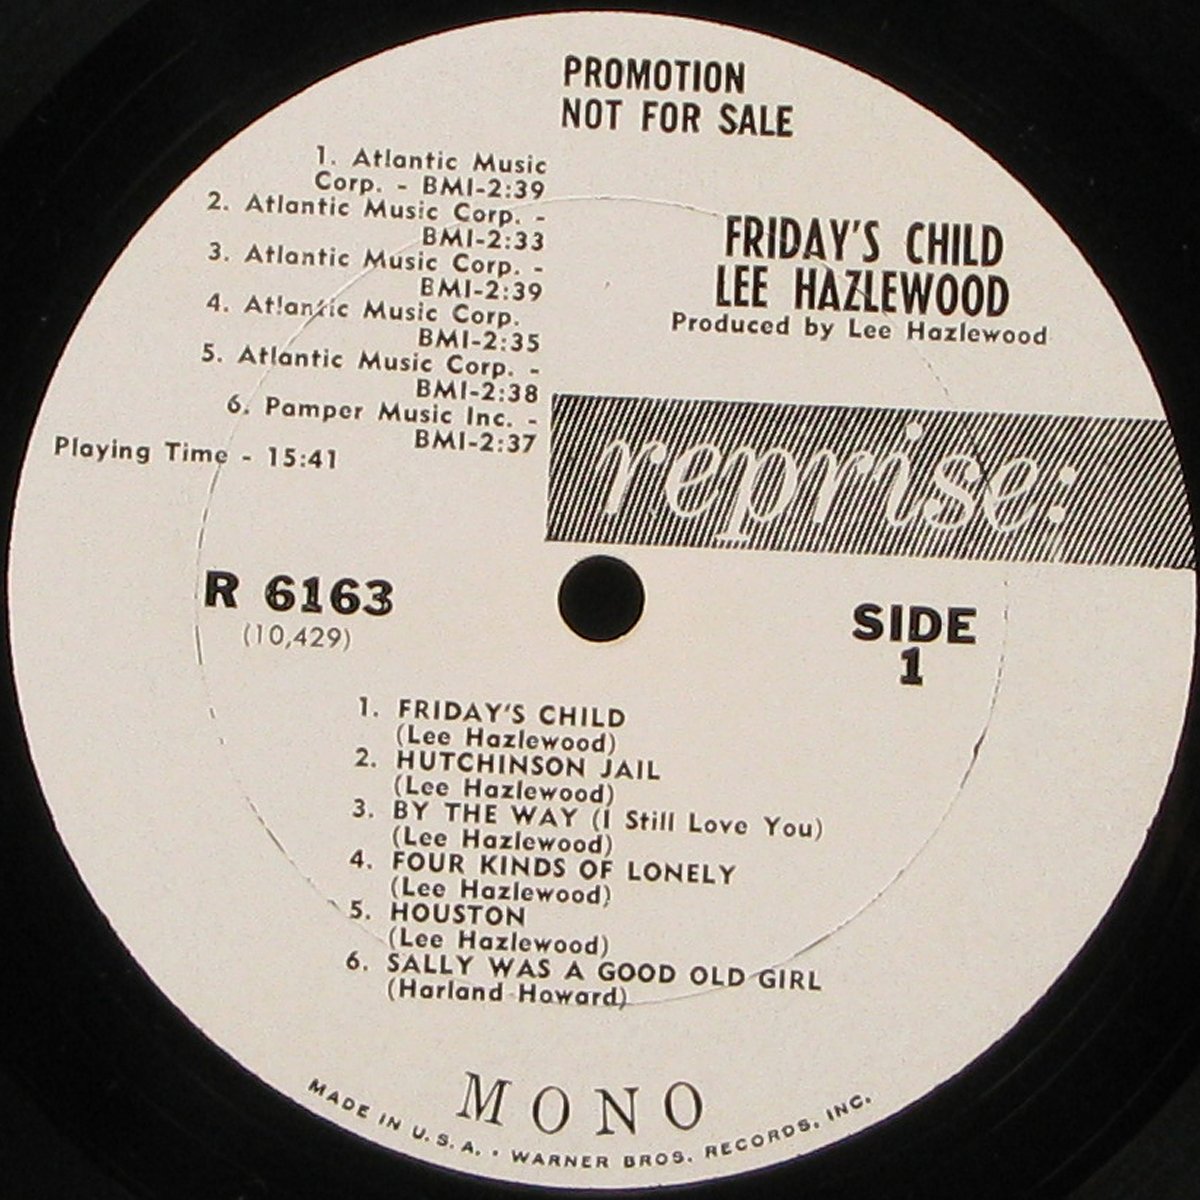 PROMOTION
NOT FOR SALE
1. Atlantic Music
Corp. - BMI-2:39
2. Atlantic Music Corp. -
BMI-2:33
3. Atlantic Music Corp. -
BMI-2:39
4. Atlantic Music Corp.
BMI-2:35
5. Atlantic Music Corp. -
BMI-2:38
6. Pamper Music Inc. -
BMI-2:37
Playing Time - 15:41
FRIDAY'S CHILD
LEE HAZLEWOOD
Produced by Lee Hazlewood
reprise:
R 6163
(10,429)
SIDE
1
1. FRIDAY'S CHILD
(Lee Hazlewood)
2. HUTCHINSON JAIL
(Lee Hazlewood)
3. BY THE WAY (I Still Love You)
(Lee Hazlewood)
4. FOUR KINDS OF LONELY
(Lee Hazlewood)
5. HOUSTON
(Lee Hazlewood)
6. SALLY WAS A GOOD OLD GIRL
(Harland Howard)
MONO
MADE IN U.S.A. • WARNER BROS. RECORDS, INC.